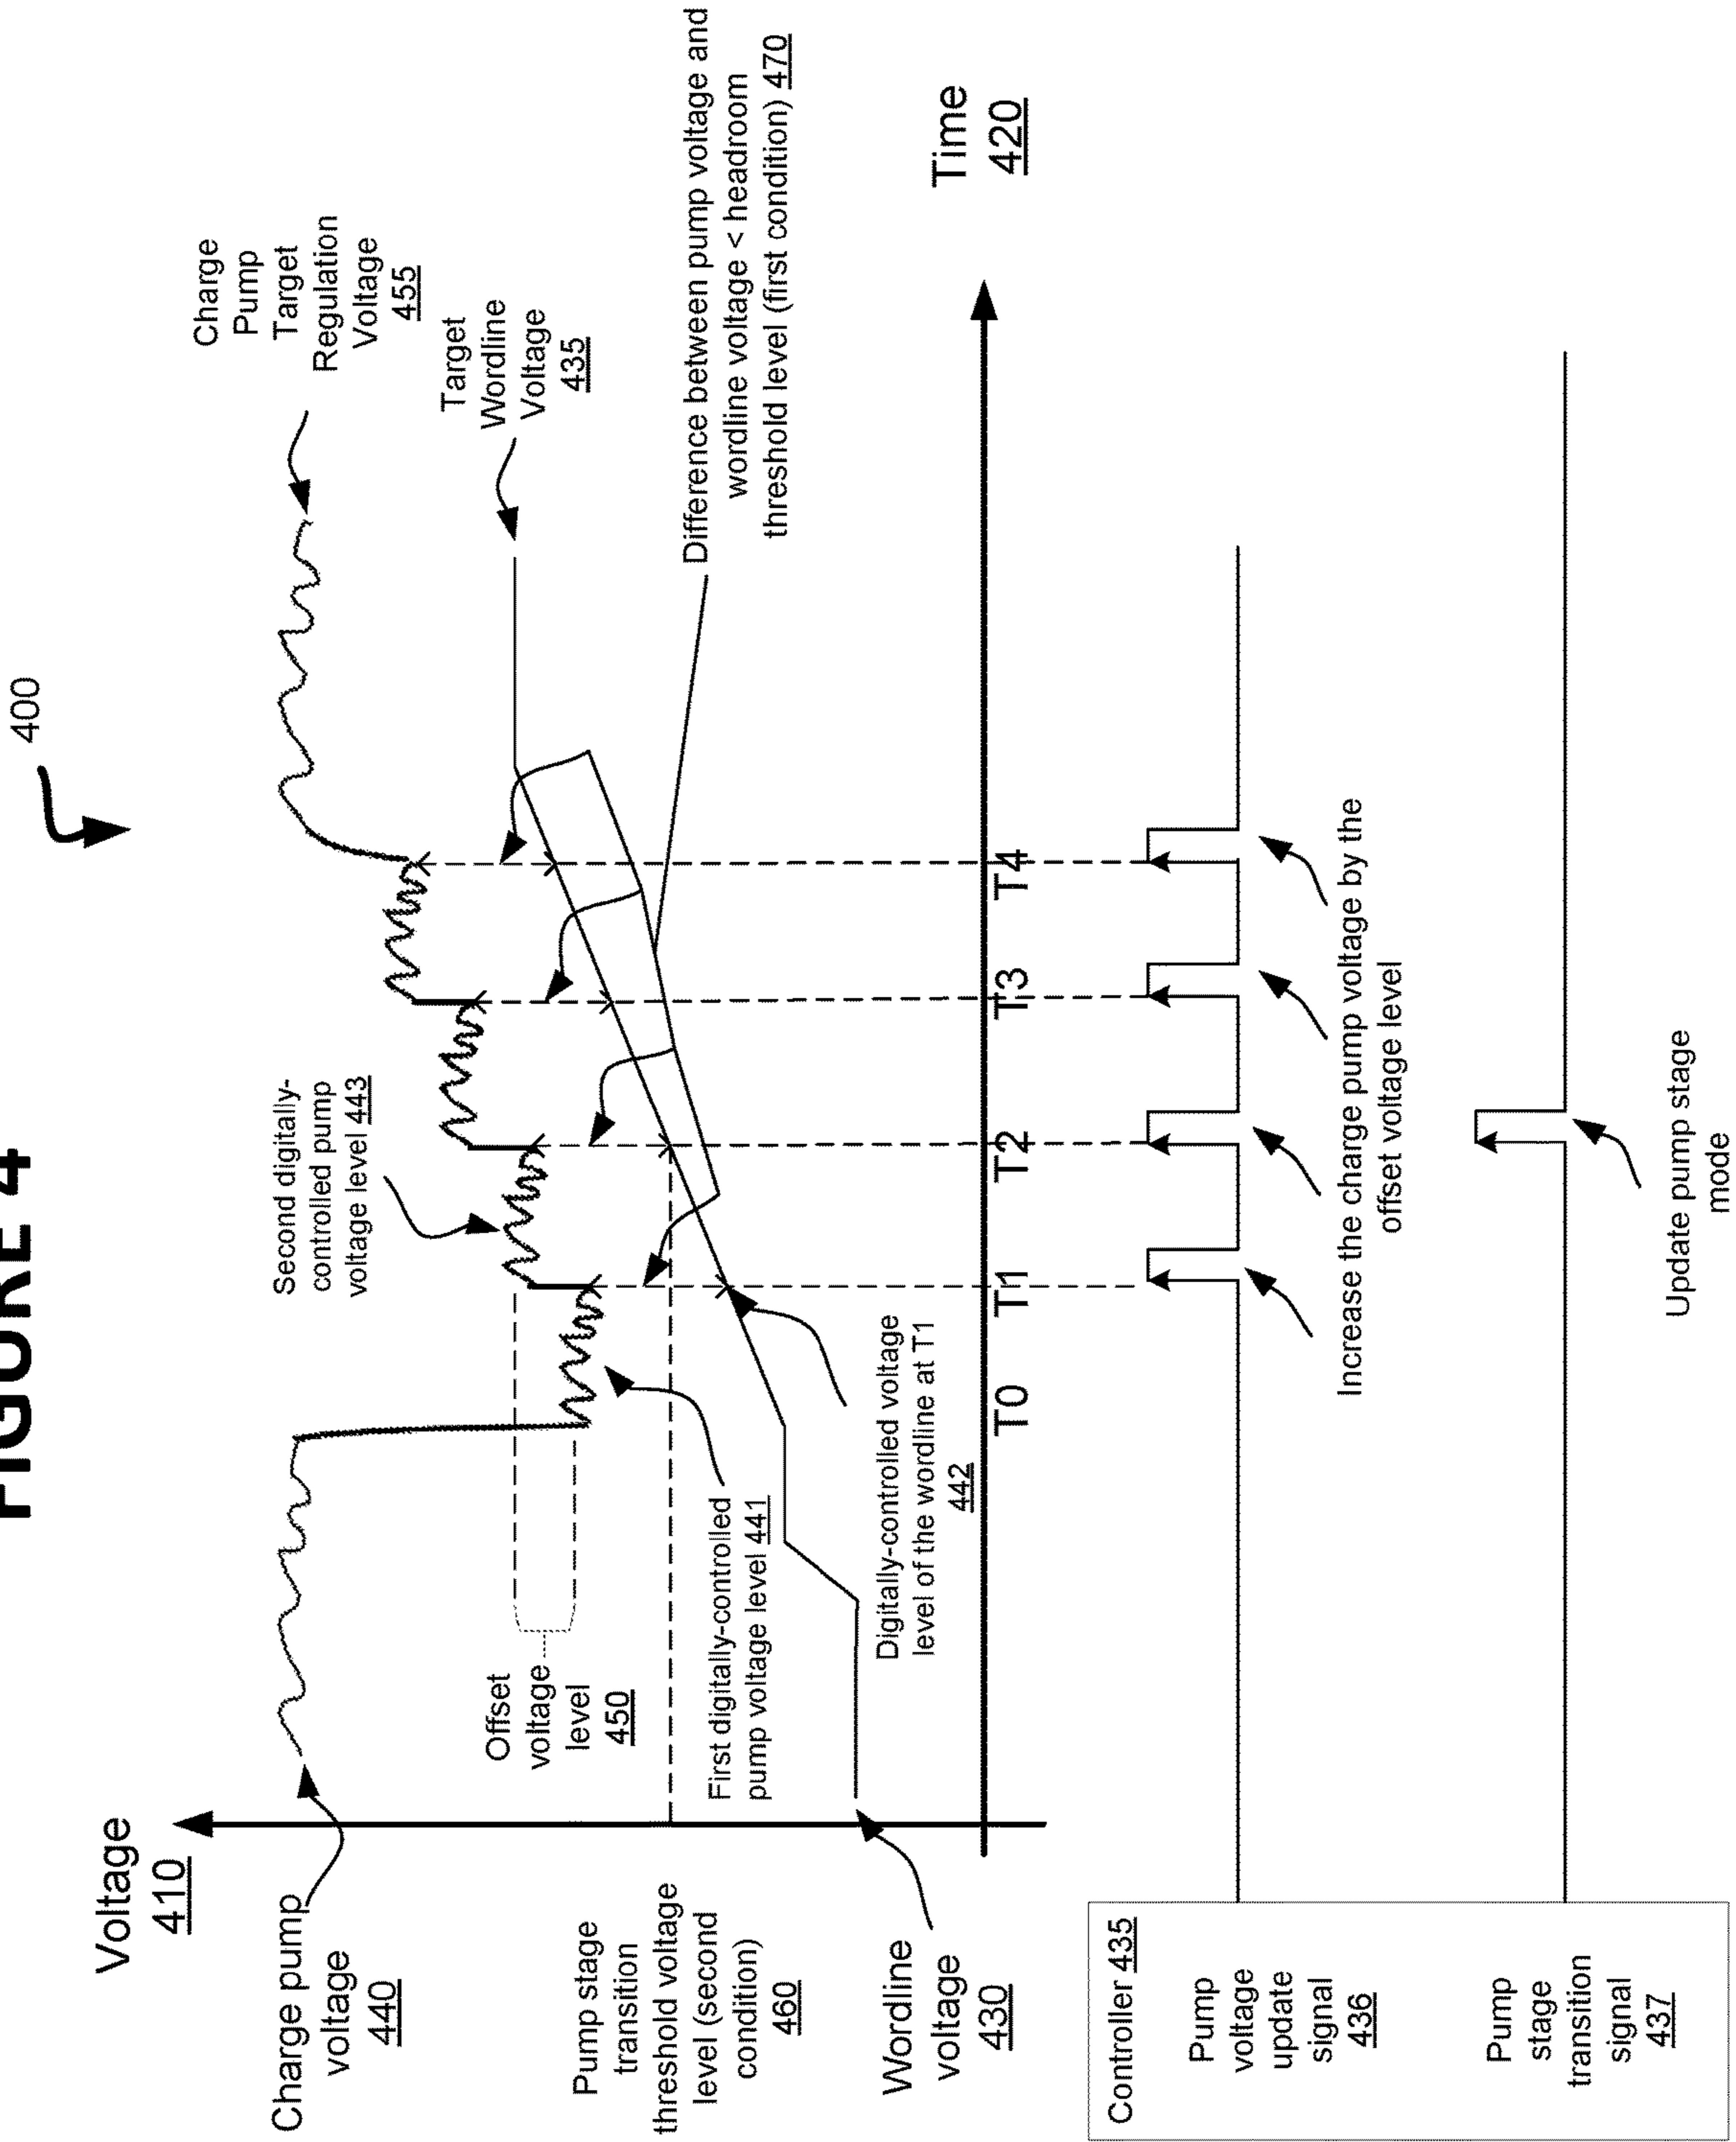 FIGURE 4
400
Voltage
410
Charge pump
voltage
440
Pump stage
transition
threshold voltage
level (second
condition)
460
Wordline
voltage
430
Offset
voltage
level
450
First digitally-controlled
pump voltage level 441
Second digitally-
controlled pump
voltage level 443
Digitally-controlled voltage
level of the wordline at T1
442
Charge
Pump
Target
Regulation
Voltage
455
Target
Wordline
Voltage
435
Difference between pump voltage and
wordline voltage < headroom
threshold level (first condition) 470
T0
T1
T2
T3
T4
Time
420
Controller 435
Pump
voltage
update
signal
436
Increase the charge pump voltage by the
offset voltage level
Pump
stage
transition
signal
437
Update pump stage
mode